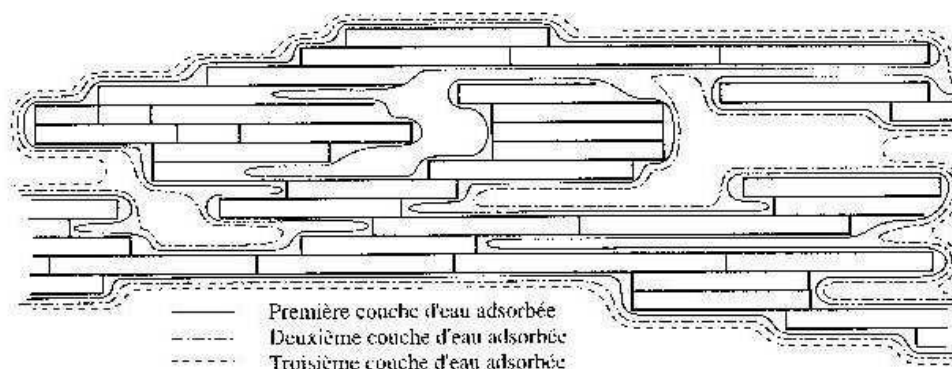 Première couche d'eau adsorbée
Deuxième couche d'eau adsorbée
Troisième couche d'eau adsorbée